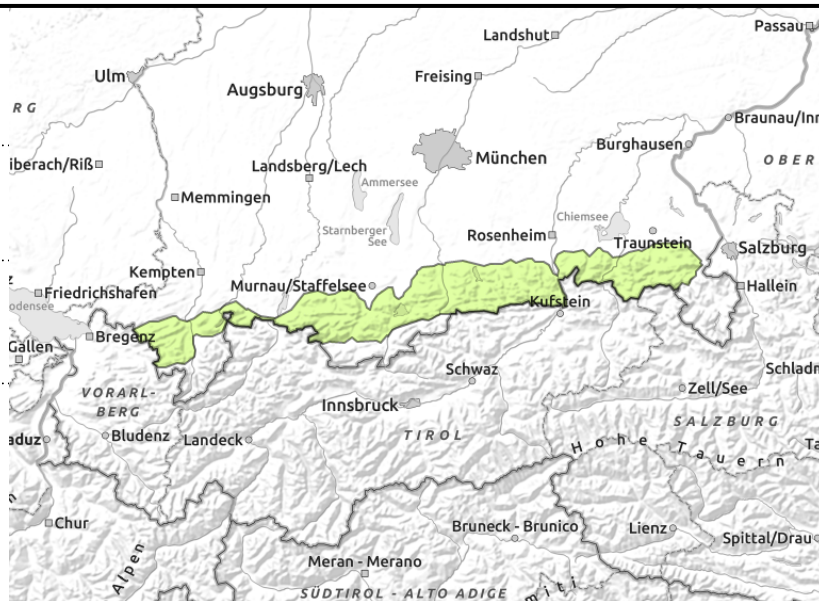 Passau
Landshut
Ulm
Freising
Augsburg
RG
Braunau/Inn
Burghausen
iberach/Riß
Landsberg/Lech
München
OBER
Ammersee
Memmingen
Starnberger
See
Chiemsee
Rosenheim
Traunstein
Salzburg
Kempten
Murnau/Staffelsee
Hallein
z
Friedrichshafen
odensee
Kufstein
Bregenz
Gallen
Schwaz
Schladm
VORARL-
BERG
Zell/See
Innsbruck
SALZBURG
aduz
Bludenz
Landeck
TIROL
Hohe Tauern
Ta
n
Chur
Bruneck - Brunico
Lienz
Spittal/Drau
Alpen
Meran - Merano
SÜDTIROL - ALTO ADIGE
miti